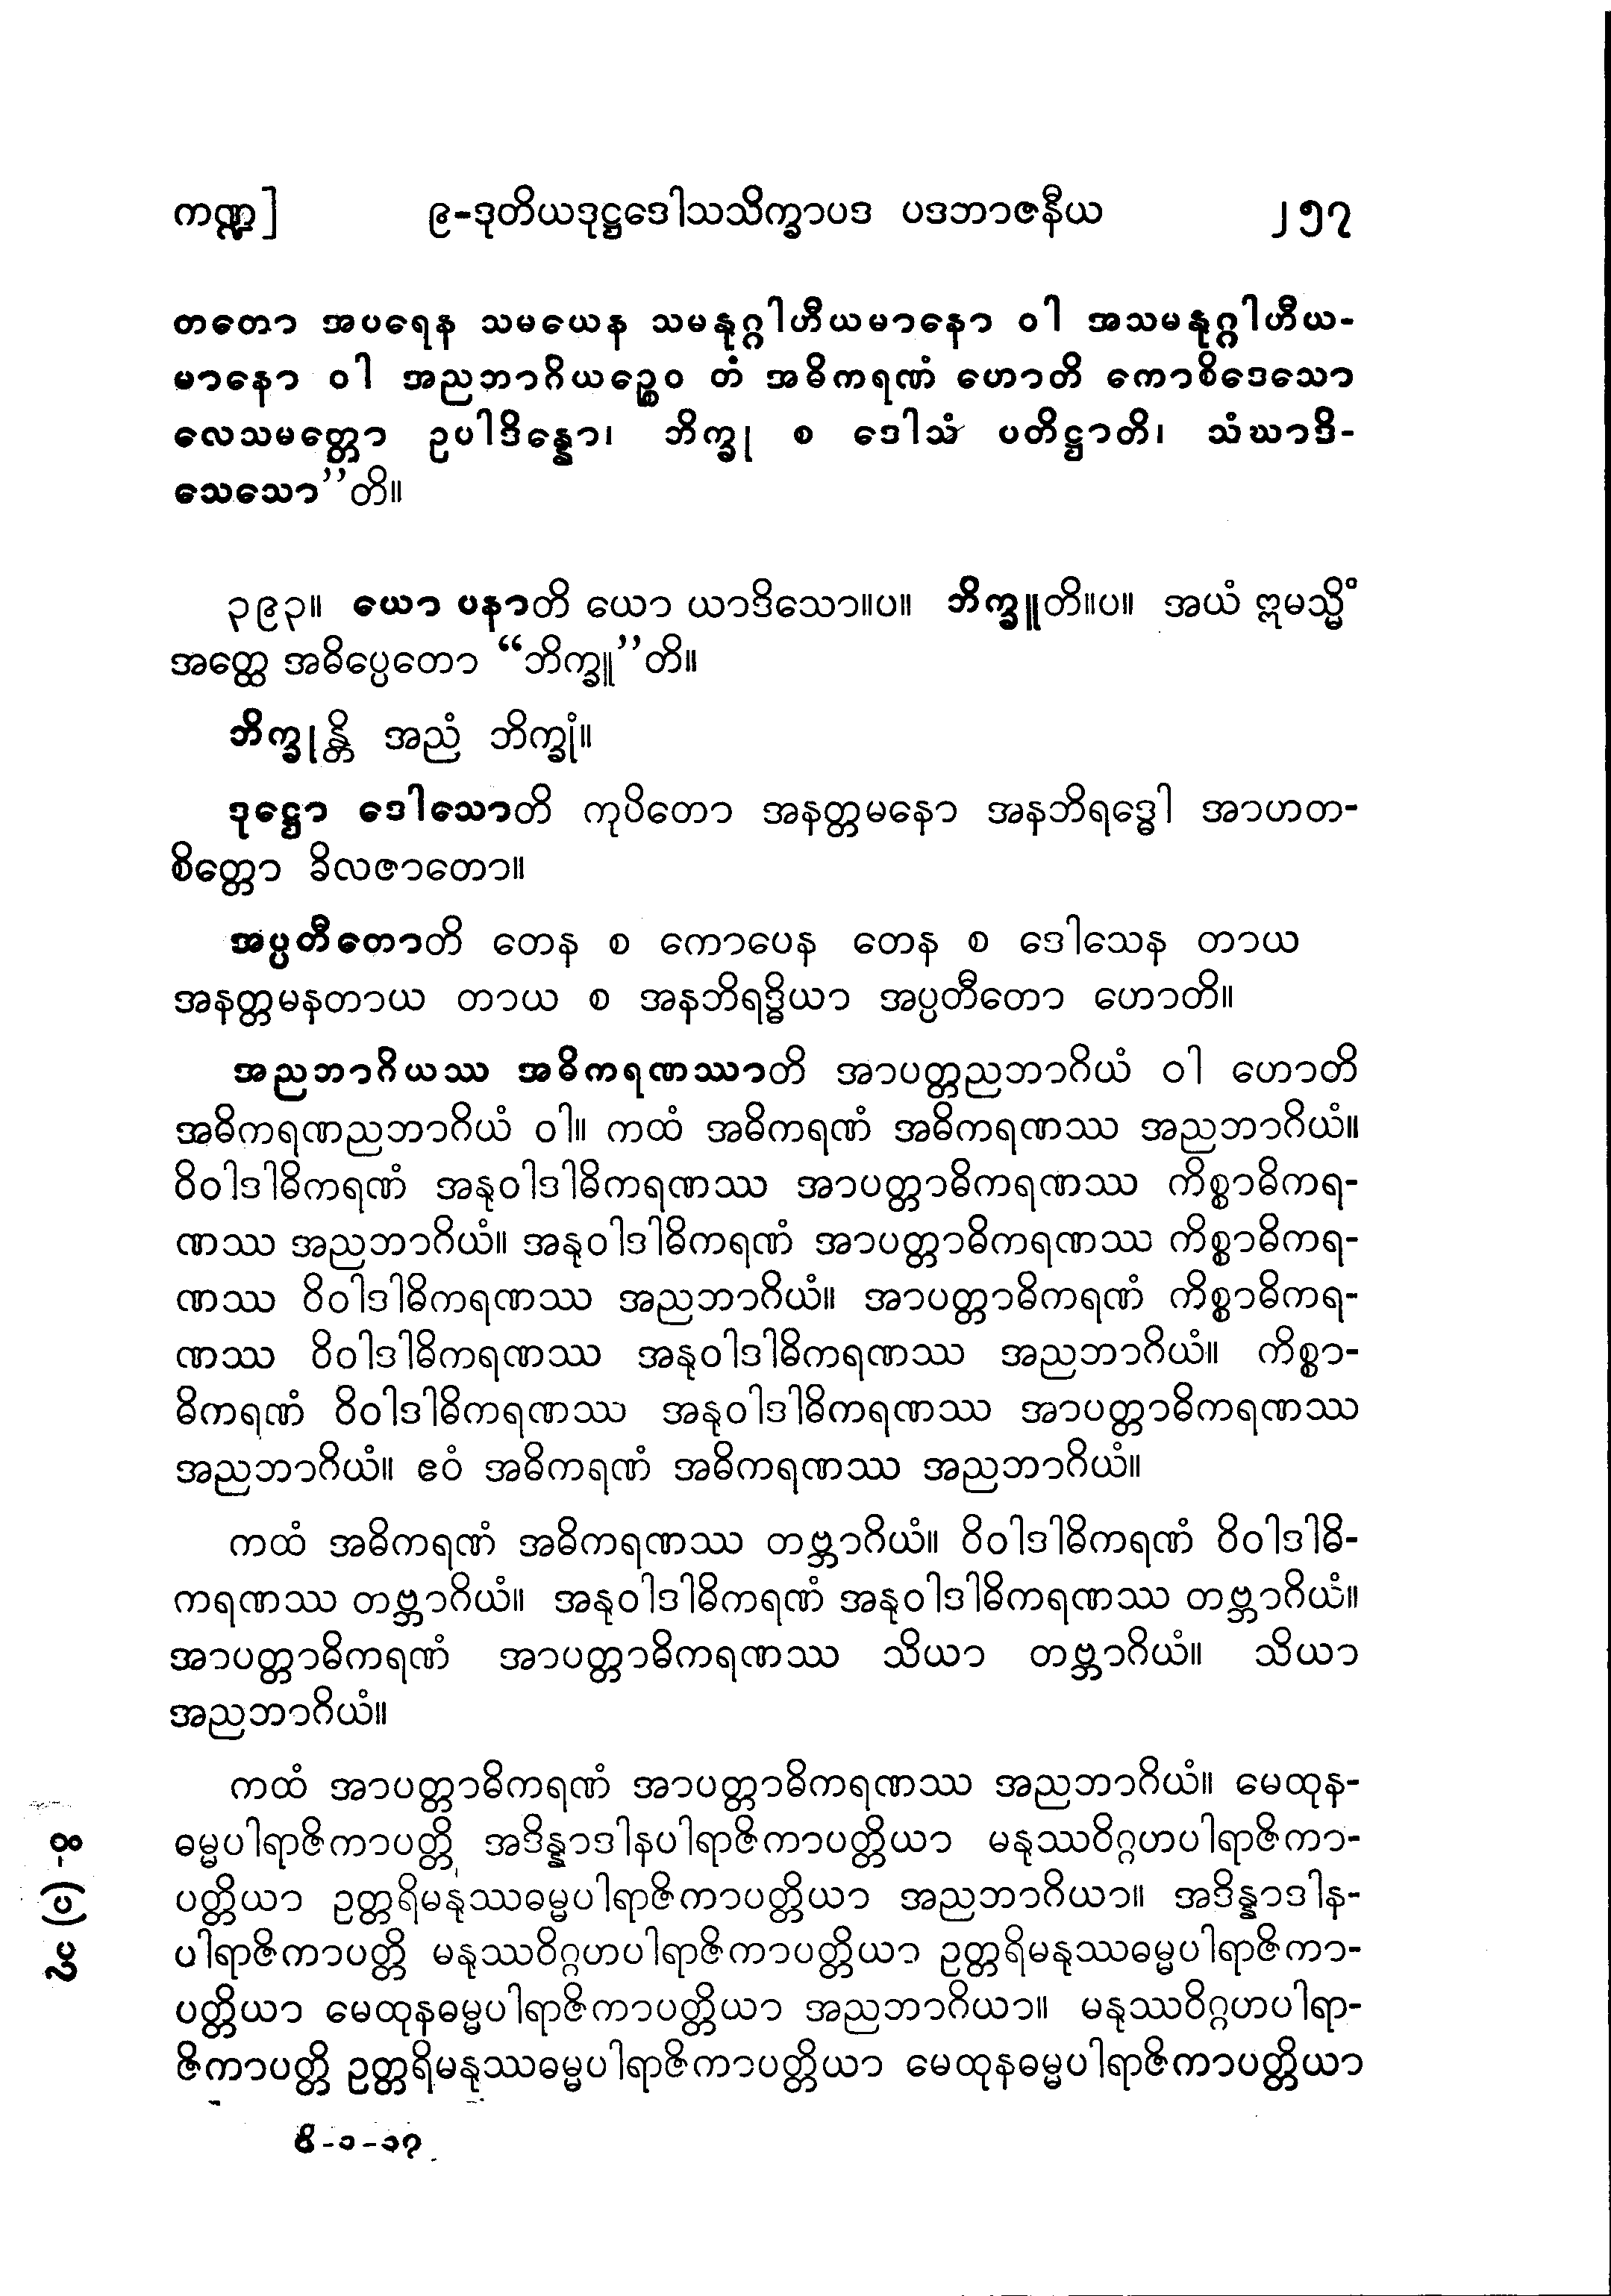 ကဏ္ဍ] ၉-ဒုတိယဒုဋ္ဌဒေါသသိက္ခာပဒ ပဒဘာဇနီယ ၂၅၇
တတော အပရေန သမယေန သမနုဂ္ဂါဟီယမာနော ဝါ အသမနုဂ္ဂါဟီယ-
မာနော ဝါ အညဘာဂိယဉ္စေဝ တံ အဓိကရဏံ ဟောတိ ကောစိဒေသော
လေသမတ္တော ဥပါဒိန္နော၊ ဘိက္ခု စ ဒေါသံ ပတိဋ္ဌာတိ၊ သံဃာဒိ-
သေသော”တိ။
၃၉၃။ ယော ပနာတိ ယော ယာဒိသော။ပ။ ဘိက္ခူတိ။ပ။ အယံ ဣမသ္မိံ
အတ္ထေ အဓိပ္ပေတော “ဘိက္ခူ”တိ။
ဘိက္ခုန္တိ အညံ ဘိက္ခုံ။
ဒုဋ္ဌော ဒေါသောတိ ကုပိတော အနတ္တမနော အနဘိရဒ္ဓေါ အာဟတ-
စိတ္တော ခိလဇာတော။
အပ္ပတီတောတိ တေန စ ကောပေန တေန စ ဒေါသေန တာယ
အနတ္တမနတာယ တာယ စ အနဘိရဒ္ဓိယာ အပ္ပတီတော ဟောတိ။
အညဘာဂိယဿ အဓိကရဏဿာတိ အာပတ္တညဘာဂိယံ ဝါ ဟောတိ
အဓိကရဏညဘာဂိယံ ဝါ။ ကထံ အဓိကရဏံ အဓိကရဏဿ အညဘာဂိယံ။
ဝိဝါဒါဓိကရဏံ အနုဝါဒါဓိကရဏဿ အာပတ္တာဓိကရဏဿ ကိစ္စာဓိကရ-
ဏဿ အညဘာဂိယံ။ အနုဝါဒါဓိကရဏံ အာပတ္တာဓိကရဏဿ ကိစ္စာဓိကရ-
ဏဿ ဝိဝါဒါဓိကရဏဿ အညဘာဂိယံ။ အာပတ္တာဓိကရဏံ ကိစ္စာဓိကရ-
ဏဿ ဝိဝါဒါဓိကရဏဿ အနုဝါဒါဓိကရဏဿ အညဘာဂိယံ။ ကိစ္စာ-
ဓိကရဏံ ဝိဝါဒါဓိကရဏဿ အနုဝါဒါဓိကရဏဿ အာပတ္တာဓိကရဏဿ
အညဘာဂိယံ။ ဧဝံ အဓိကရဏံ အဓိကရဏဿ အညဘာဂိယံ။
ကထံ အဓိကရဏံ အဓိကရဏဿ တဗ္ဘာဂိယံ။ ဝိဝါဒါဓိကရဏံ ဝိဝါဒါဓိ-
ကရဏဿ တဗ္ဘာဂိယံ။ အနုဝါဒါဓိကရဏံ အနုဝါဒါဓိကရဏဿ တဗ္ဘာဂိယံ။
အာပတ္တာဓိကရဏံ အာပတ္တာဓိကရဏဿ သိယာ တဗ္ဘာဂိယံ။ သိယာ
အညဘာဂိယံ။
ကထံ အာပတ္တာဓိကရဏံ အာပတ္တာဓိကရဏဿ အညဘာဂိယံ။ မေထုန-
ဓမ္မပါရာဇိကာပတ္တိ အဒိန္နာဒါနပါရာဇိကာပတ္တိယာ မနုဿဝိဂ္ဂဟပါရာဇိကာ-
ပတ္တိယာ ဥတ္တရိမနုဿဓမ္မပါရာဇိကာပတ္တိယာ အညဘာဂိယာ။ အဒိန္နာဒါန-
ပါရာဇိကာပတ္တိ မနုဿဝိဂ္ဂဟပါရာဇိကာပတ္တိယာ ဥတ္တရိမနုဿဓမ္မပါရာဇိကာ-
ပတ္တိယာ မေထုနဓမ္မပါရာဇိကာပတ္တိယာ အညဘာဂိယာ။ မနုဿဝိဂ္ဂဟပါရာ-
ဇိကာပတ္တိ ဥတ္တရိမနုဿဓမ္မပါရာဇိကာပတ္တိယာ မေထုနဓမ္မပါရာဇိကာပတ္တိယာ
ဝိ-၁-၁၇